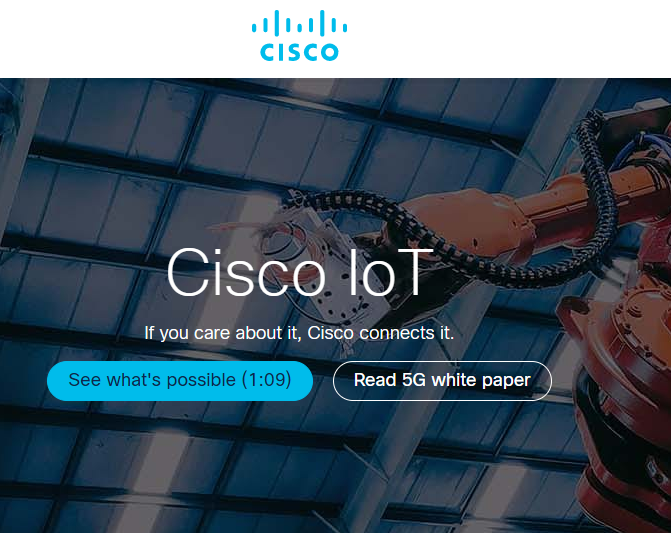 CISCO
Cisco IoT
If you care about it, Cisco connects it.
See what's possible (1:09)
Read 5G white paper